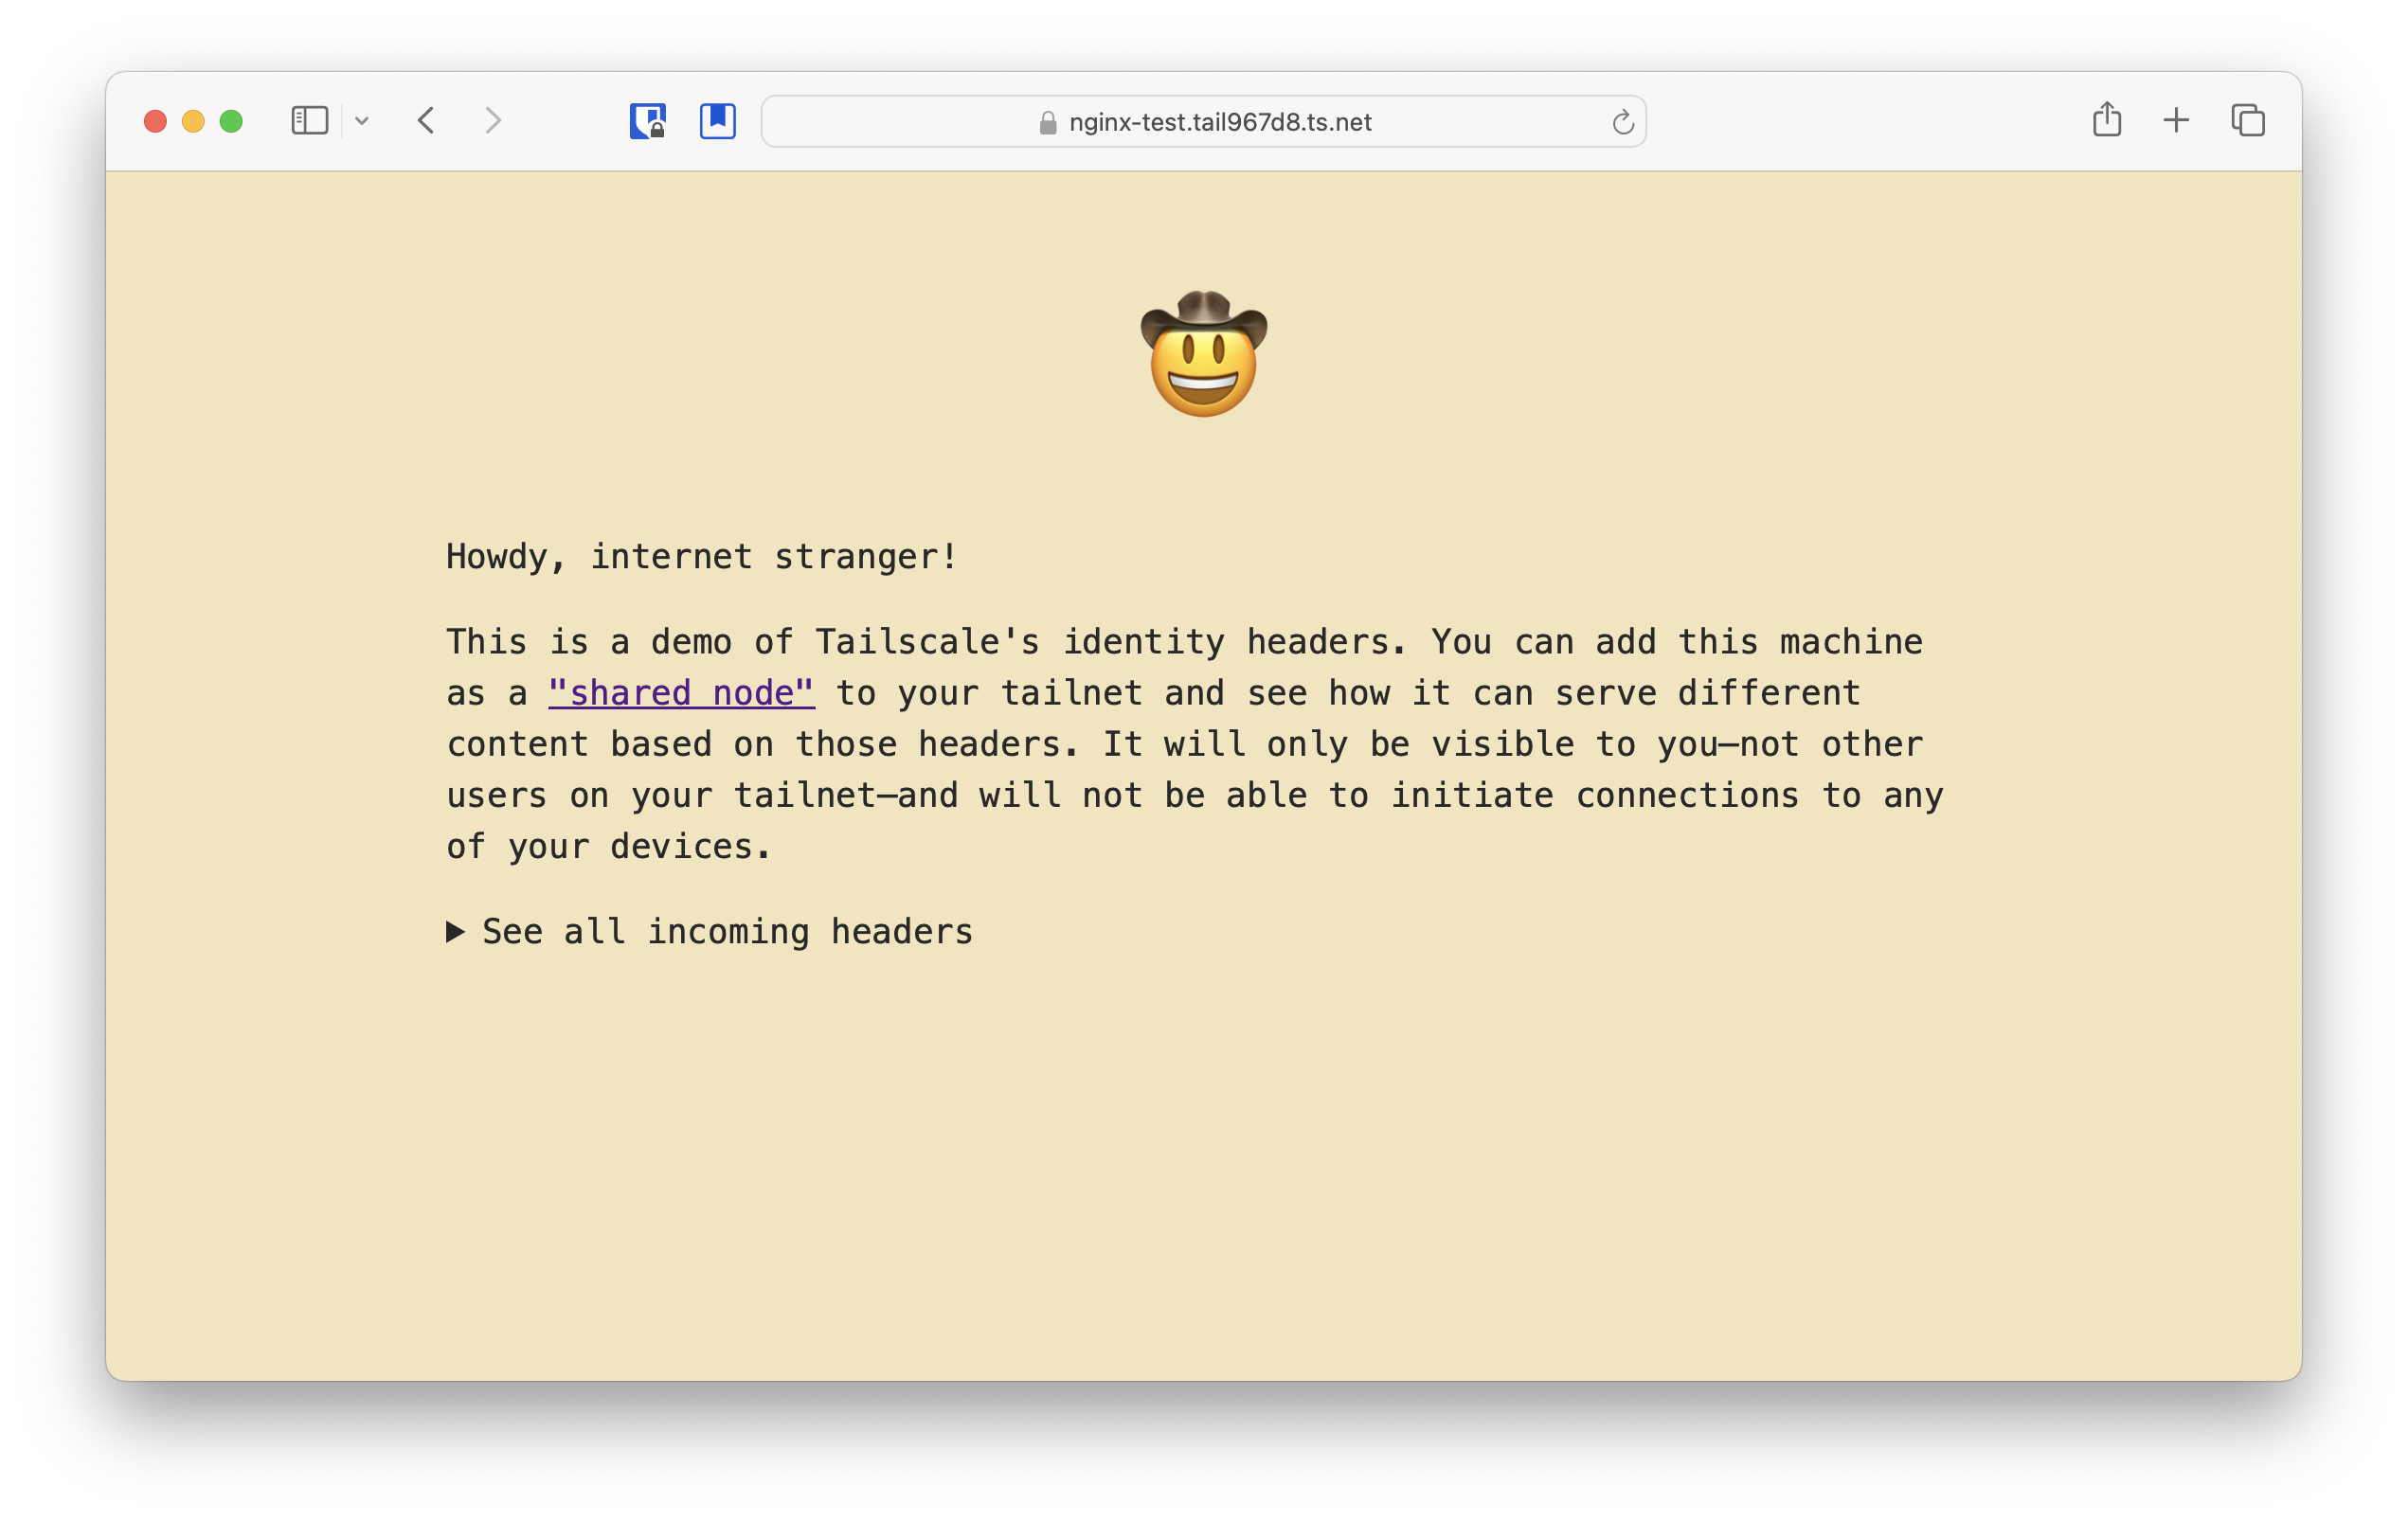 nginx-test.tail967d8.ts.net
Howdy, internet stranger!
This is a demo of Tailscale's identity headers. You can add this machine
as a "shared node" to your tailnet and see how it can serve different
content based on those headers. It will only be visible to you—not other
users on your tailnet—and will not be able to initiate connections to any
of your devices.
See all incoming headers